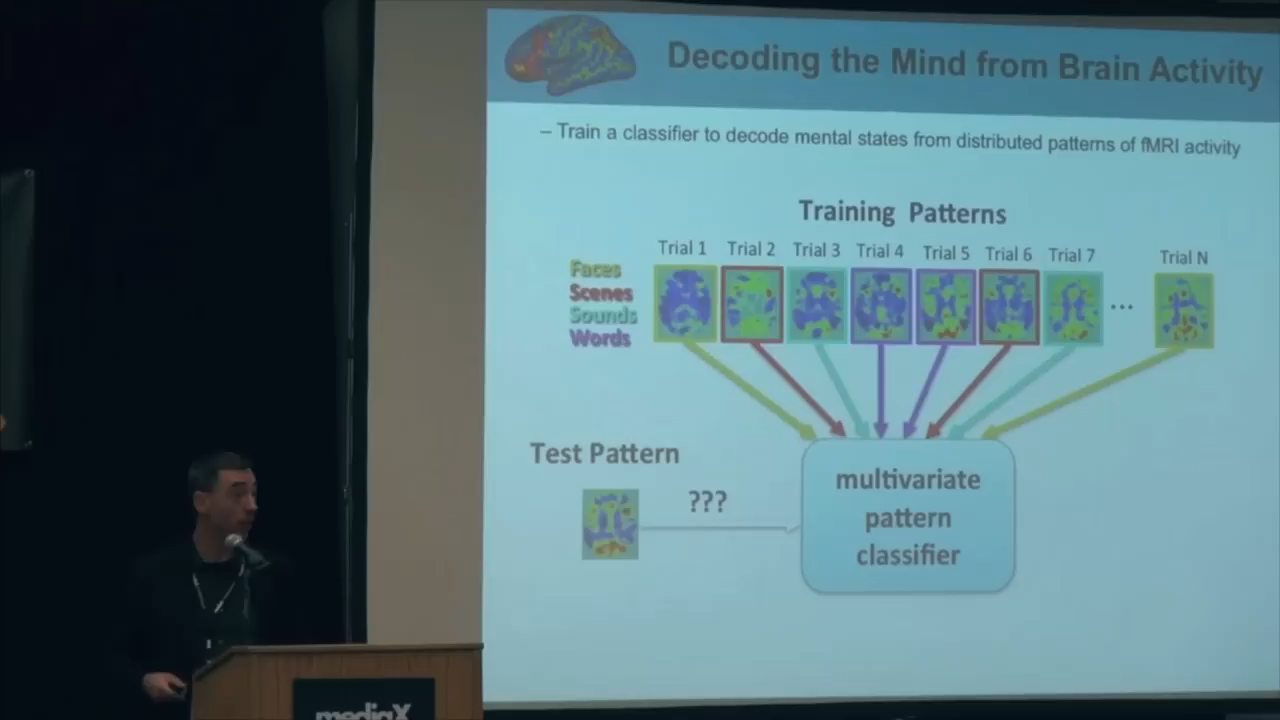 Decoding the Mind from Brain Activity
– Train a classifier to decode mental states from distributed patterns of fMRI activity
Training Patterns
Trial 1 Trial 2 Trial 3 Trial 4 Trial 5 Trial 6 Trial 7 Trial N
Faces
Scenes
Sounds
Words
...
Test Pattern
???
multivariate
pattern
classifier
mediaX